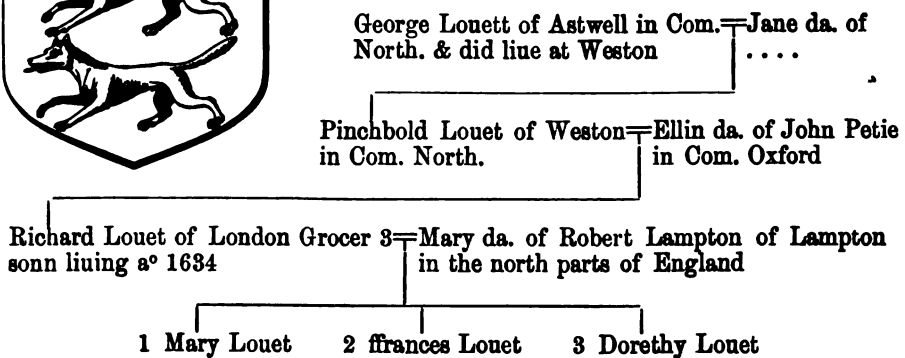 George Louett of Astwell in Com.=Jane da. of
North. & did liue at Weston ....
Pinchbold Louet of Weston=Ellin da. of John Petie
in Com. North. in Com. Oxford
Richard Louet of London Grocer 3=Mary da. of Robert Lampton of Lampton
sonn liuing aº 1634 in the north parts of England
1 Mary Louet 2 ffrances Louet 3 Dorethy Louet